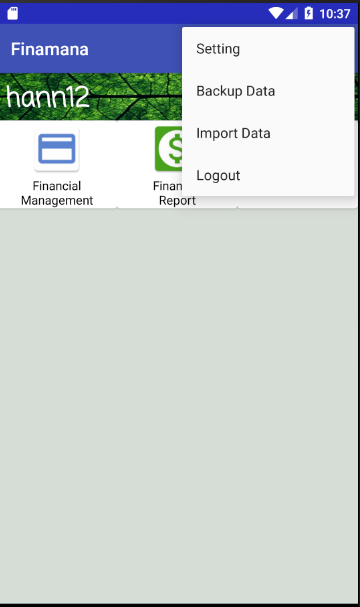 10:37
Finamana
Setting
hann12
Backup Data
Import Data
Logout
Financial
Management
Report